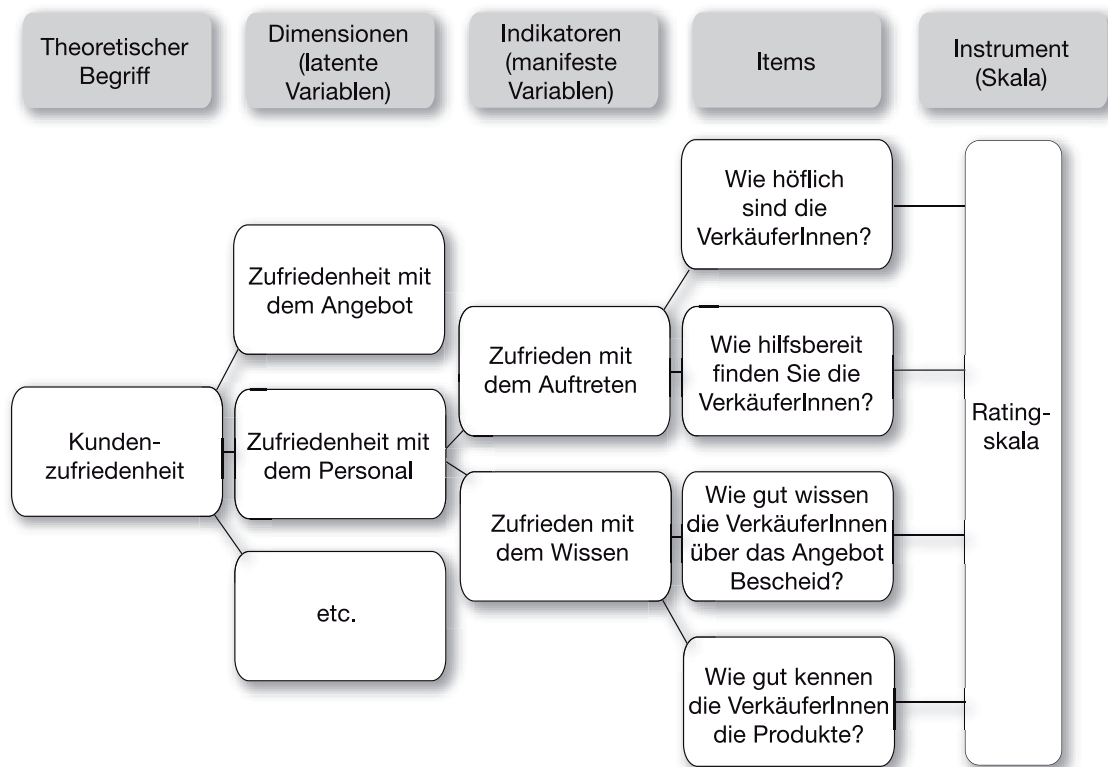 Theoretischer
Begriff
Dimensionen
(latente
Variablen)
Indikatoren
(manifeste
Variablen)
Items
Instrument
(Skala)
Kunden-
zufriedenheit
Zufriedenheit mit
dem Angebot
Zufriedenheit mit
dem Personal
etc.
Zufrieden mit
dem Auftreten
Zufrieden mit
dem Wissen
Wie höflich
sind die
VerkäuferInnen?
Wie hilfsbereit
finden Sie die
VerkäuferInnen?
Wie gut wissen
die VerkäuferInnen
über das Angebot
Bescheid?
Wie gut kennen
die VerkäuferInnen
die Produkte?
Rating-
skala